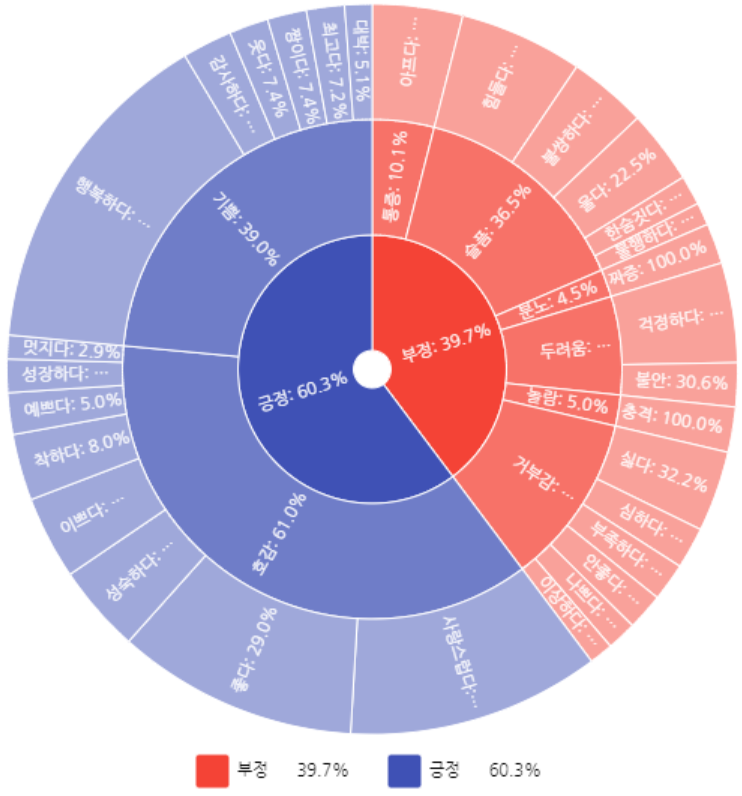 아프다: ...
힘들다: ...
불쌍하다: ...
울다: 22.5%
한숨짓다: ...
불행하다: ...
짜증: 100.0%
걱정하다: ...
불안: 30.6%
충격: 100.0%
싫다: 32.2%
심하다: ...
부족하다: ...
안좋다: ...
나쁘다: ...
이상하다: ...
사랑스럽다: ...
좋다: 29.0%
성숙하다: ...
이쁘다: ...
착하다: 8.0%
예쁘다: 5.0%
성장하다: ...
멋지다: 2.9%
행복하다: ...
감사하다: ...
웃다: 7.4%
짱이다: 7.4%
최고다: 7.2%
대박: 5.1%
통증: 10.1%
슬픔: 36.5%
분노: 4.5%
두려움: ...
놀람: 5.0%
거부감: ...
호감: 61.0%
기쁨: 39.0%
부정: 39.7%
긍정: 60.3%
부정 39.7% 긍정 60.3%